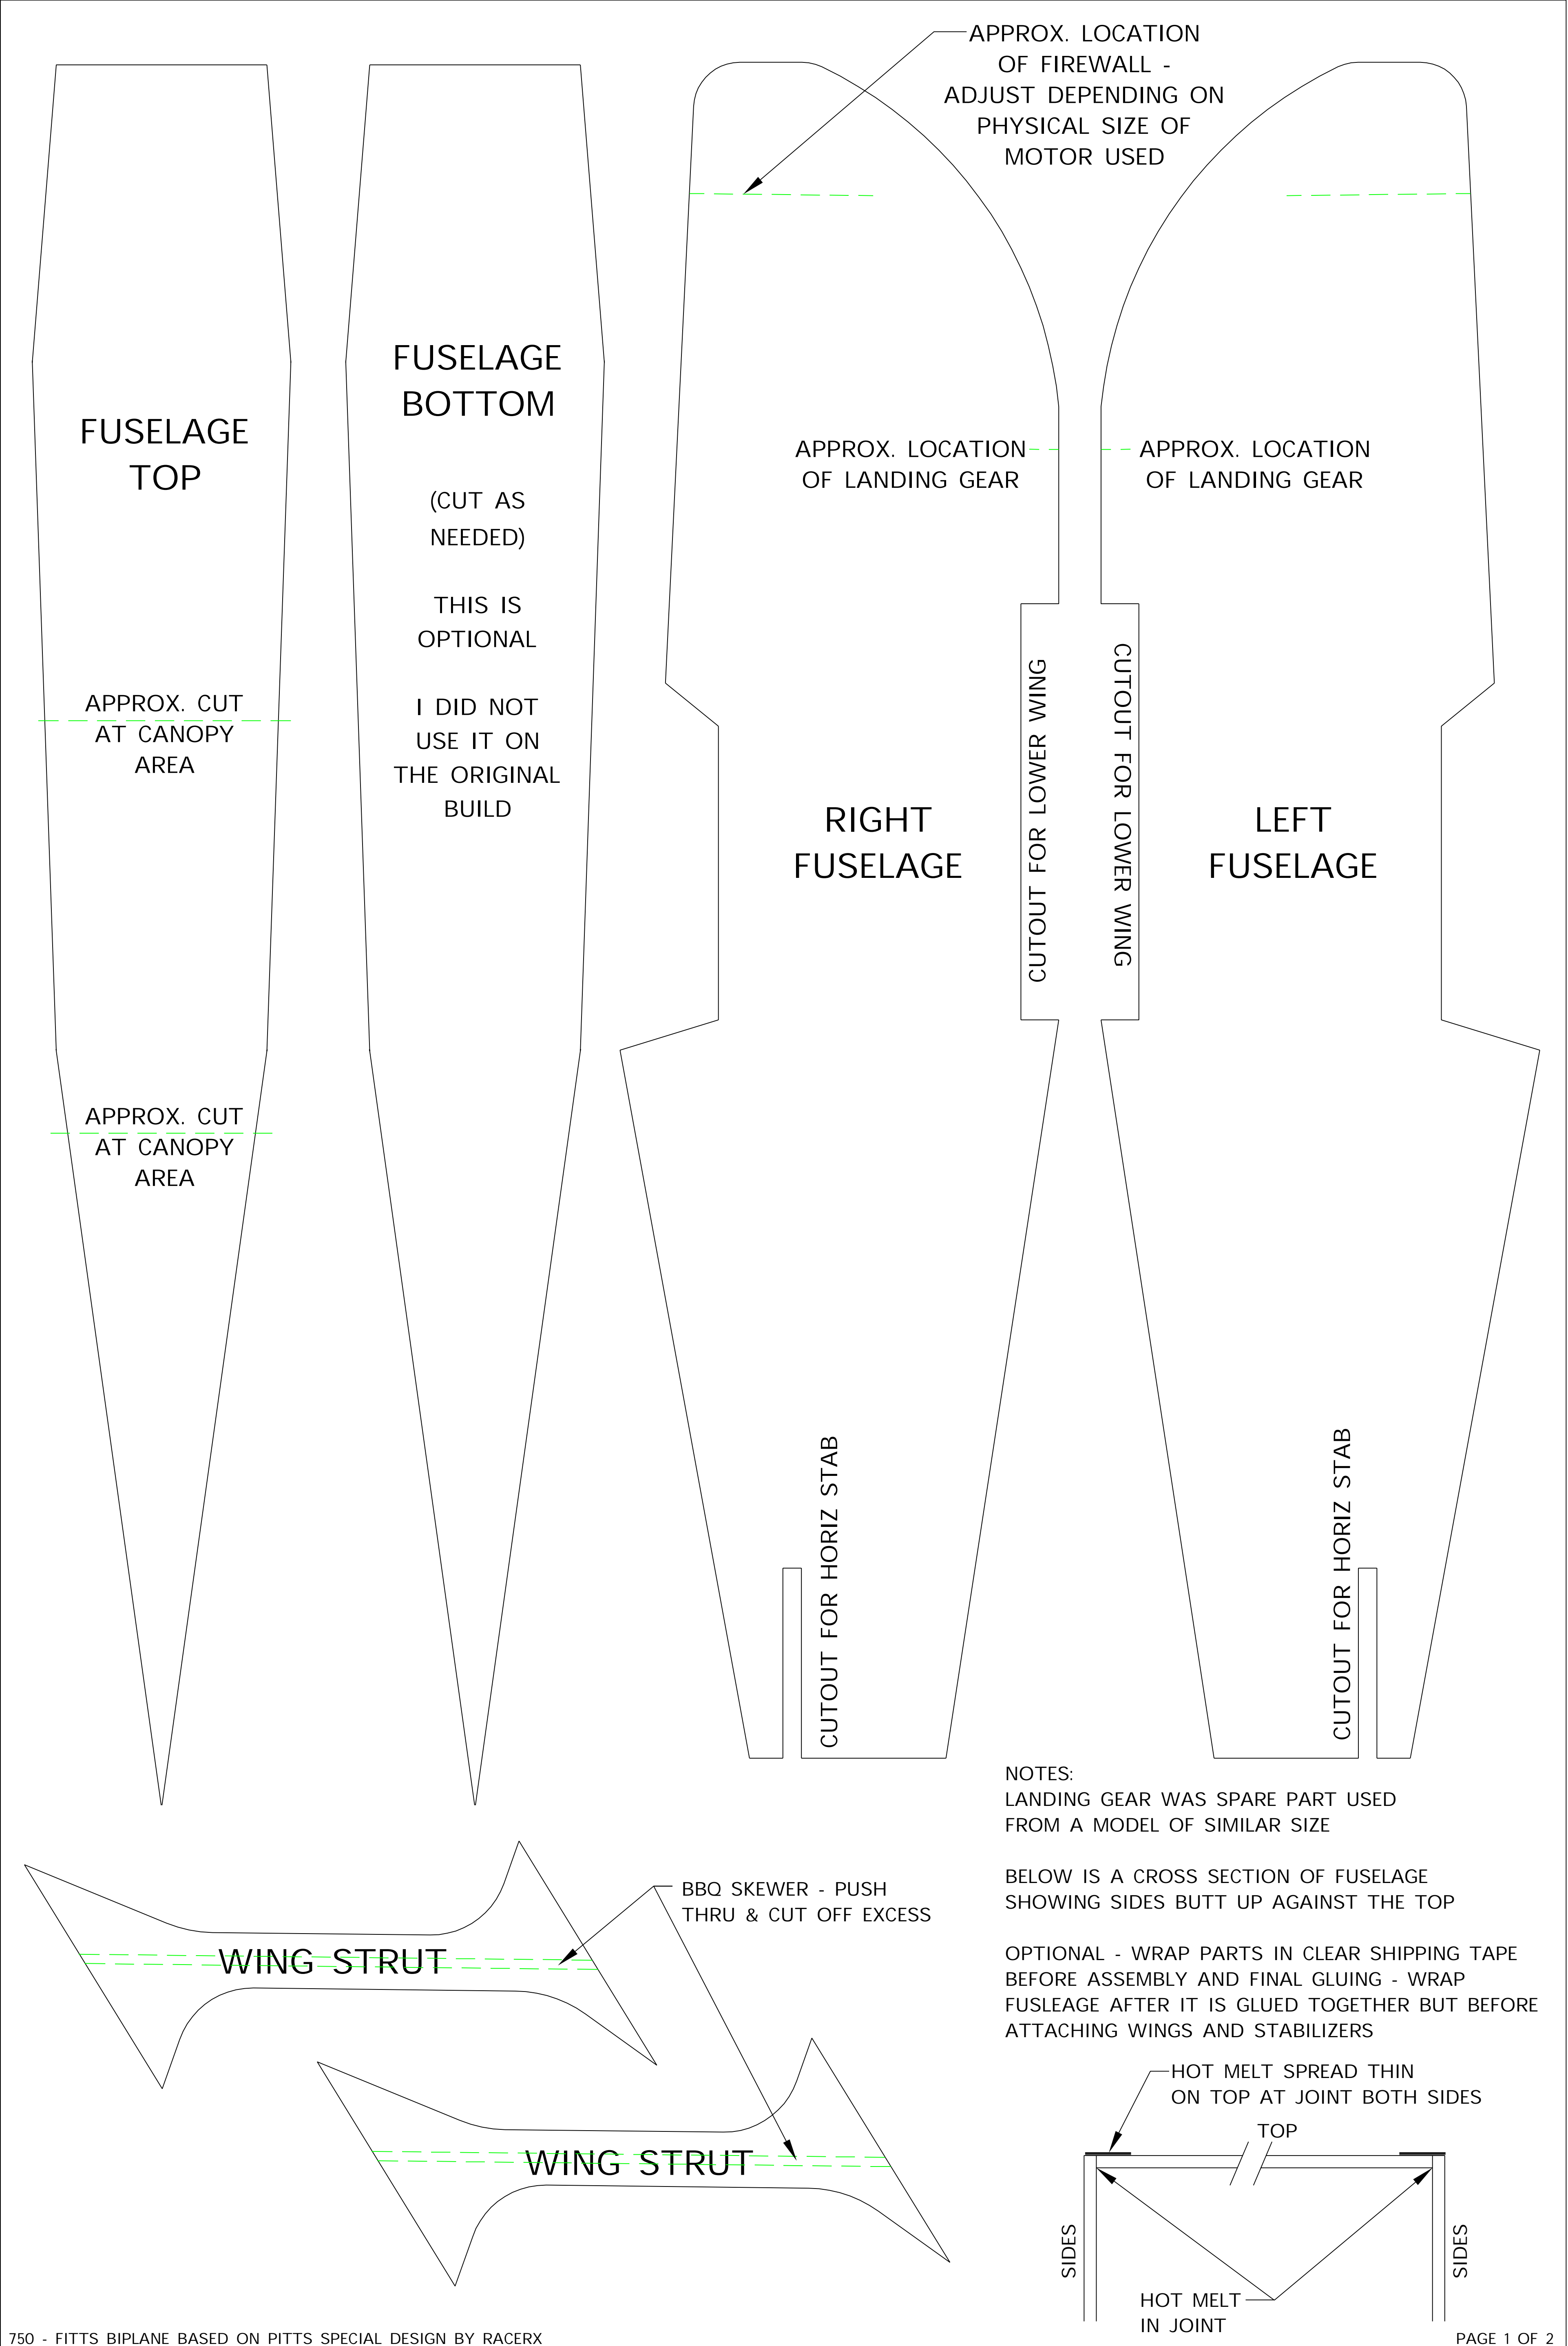 APPROX. LOCATION
OF FIREWALL -
ADJUST DEPENDING ON
PHYSICAL SIZE OF
MOTOR USED
FUSELAGE
TOP
APPROX. CUT
AT CANOPY
AREA
APPROX. CUT
AT CANOPY
AREA
FUSELAGE
BOTTOM
(CUT AS
NEEDED)
THIS IS
OPTIONAL
I DID NOT
USE IT ON
THE ORIGINAL
BUILD
APPROX. LOCATION
OF LANDING GEAR
APPROX. LOCATION
OF LANDING GEAR
CUTOUT FOR LOWER WING
CUTOUT FOR LOWER WING
RIGHT
FUSELAGE
LEFT
FUSELAGE
CUTOUT FOR HORIZ STAB
CUTOUT FOR HORIZ STAB
NOTES:
LANDING GEAR WAS SPARE PART USED
FROM A MODEL OF SIMILAR SIZE
BELOW IS A CROSS SECTION OF FUSELAGE
SHOWING SIDES BUTT UP AGAINST THE TOP
OPTIONAL - WRAP PARTS IN CLEAR SHIPPING TAPE
BEFORE ASSEMBLY AND FINAL GLUING - WRAP
FUSLEAGE AFTER IT IS GLUED TOGETHER BUT BEFORE
ATTACHING WINGS AND STABILIZERS
BBQ SKEWER - PUSH
THRU & CUT OFF EXCESS
WING STRUT
WING STRUT
HOT MELT SPREAD THIN
ON TOP AT JOINT BOTH SIDES
TOP
SIDES
SIDES
HOT MELT
IN JOINT
750 - FITTS BIPLANE BASED ON PITTS SPECIAL DESIGN BY RACERX
PAGE 1 OF 2